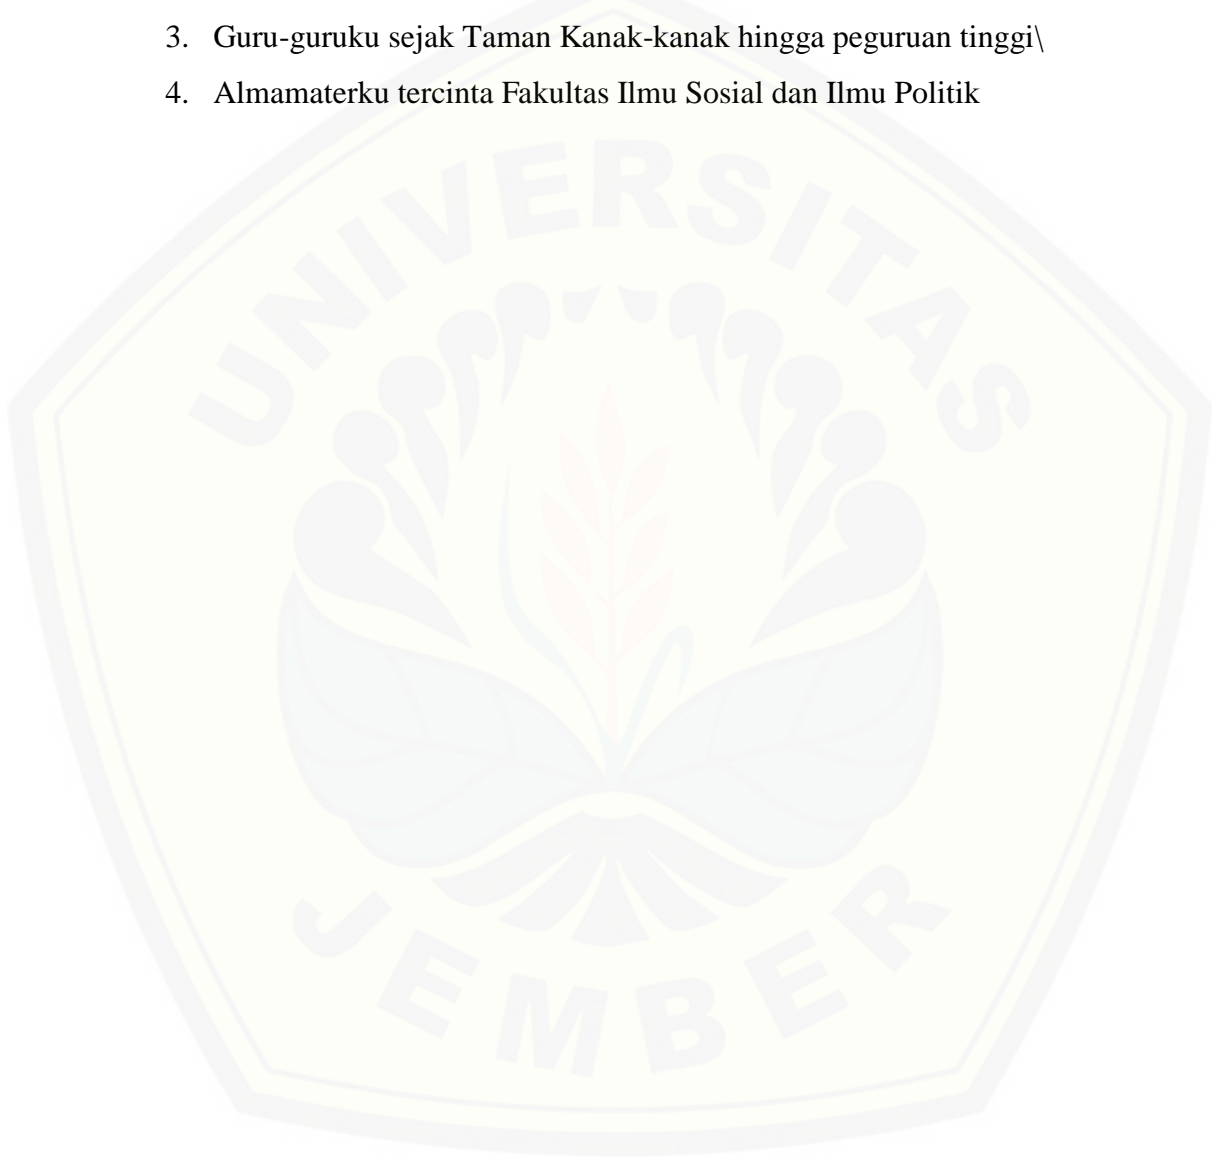 3. Guru-guruku sejak Taman Kanak-kanak hingga peguruan tinggi\
4. Almamaterku tercinta Fakultas Ilmu Sosial dan Ilmu Politik
UNIVERSITAS
JEMBER